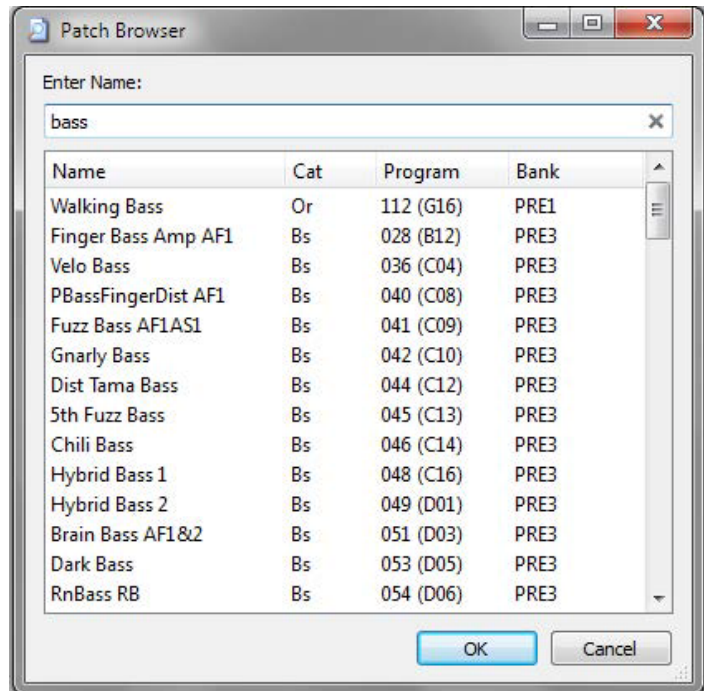 Patch Browser
Enter Name:
bass
Name Cat Program Bank
Walking Bass Or 112 (G16) PRE1
Finger Bass Amp AF1 Bs 028 (B12) PRE3
Velo Bass Bs 036 (C04) PRE3
PBassFingerDist AF1 Bs 040 (C08) PRE3
Fuzz Bass AF1AS1 Bs 041 (C09) PRE3
Gnarly Bass Bs 042 (C10) PRE3
Dist Tama Bass Bs 044 (C12) PRE3
5th Fuzz Bass Bs 045 (C13) PRE3
Chili Bass Bs 046 (C14) PRE3
Hybrid Bass 1 Bs 048 (C16) PRE3
Hybrid Bass 2 Bs 049 (D01) PRE3
Brain Bass AF1&2 Bs 051 (D03) PRE3
Dark Bass Bs 053 (D05) PRE3
RnBass RB Bs 054 (D06) PRE3
OK Cancel